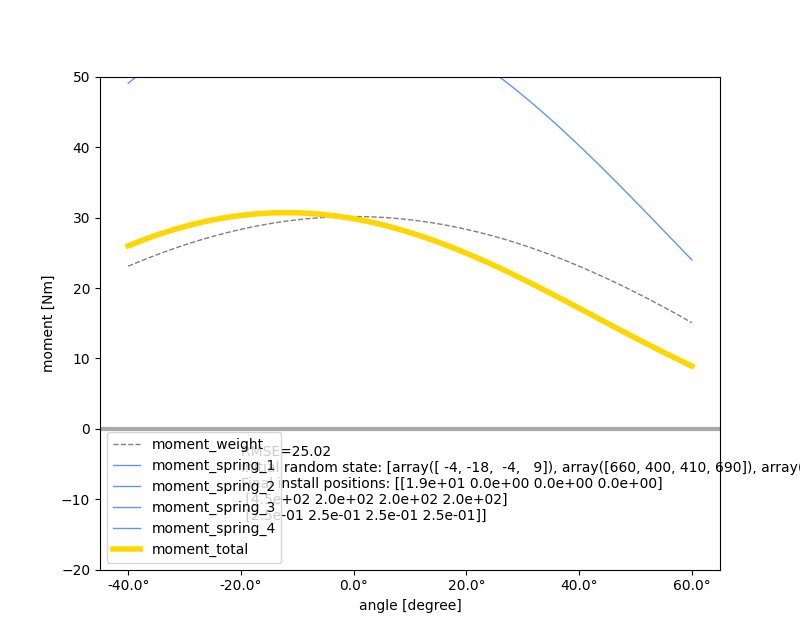 50
40
30
20
10
0
−10
−20
moment [Nm]
-40.0°
-20.0°
0.0°
20.0°
40.0°
60.0°
angle [degree]
moment_weight
moment_spring_1
moment_spring_2
moment_spring_3
moment_spring_4
moment_total
RMSE=25.02
random state: [array([ -4, -18,  -4,   9]), array([660, 400, 410, 690]), array(
install positions: [[1.9e+01 0.0e+00 0.0e+00 0.0e+00]
e+02 2.0e+02 2.0e+02 2.0e+02]
e-01 2.5e-01 2.5e-01 2.5e-01]]